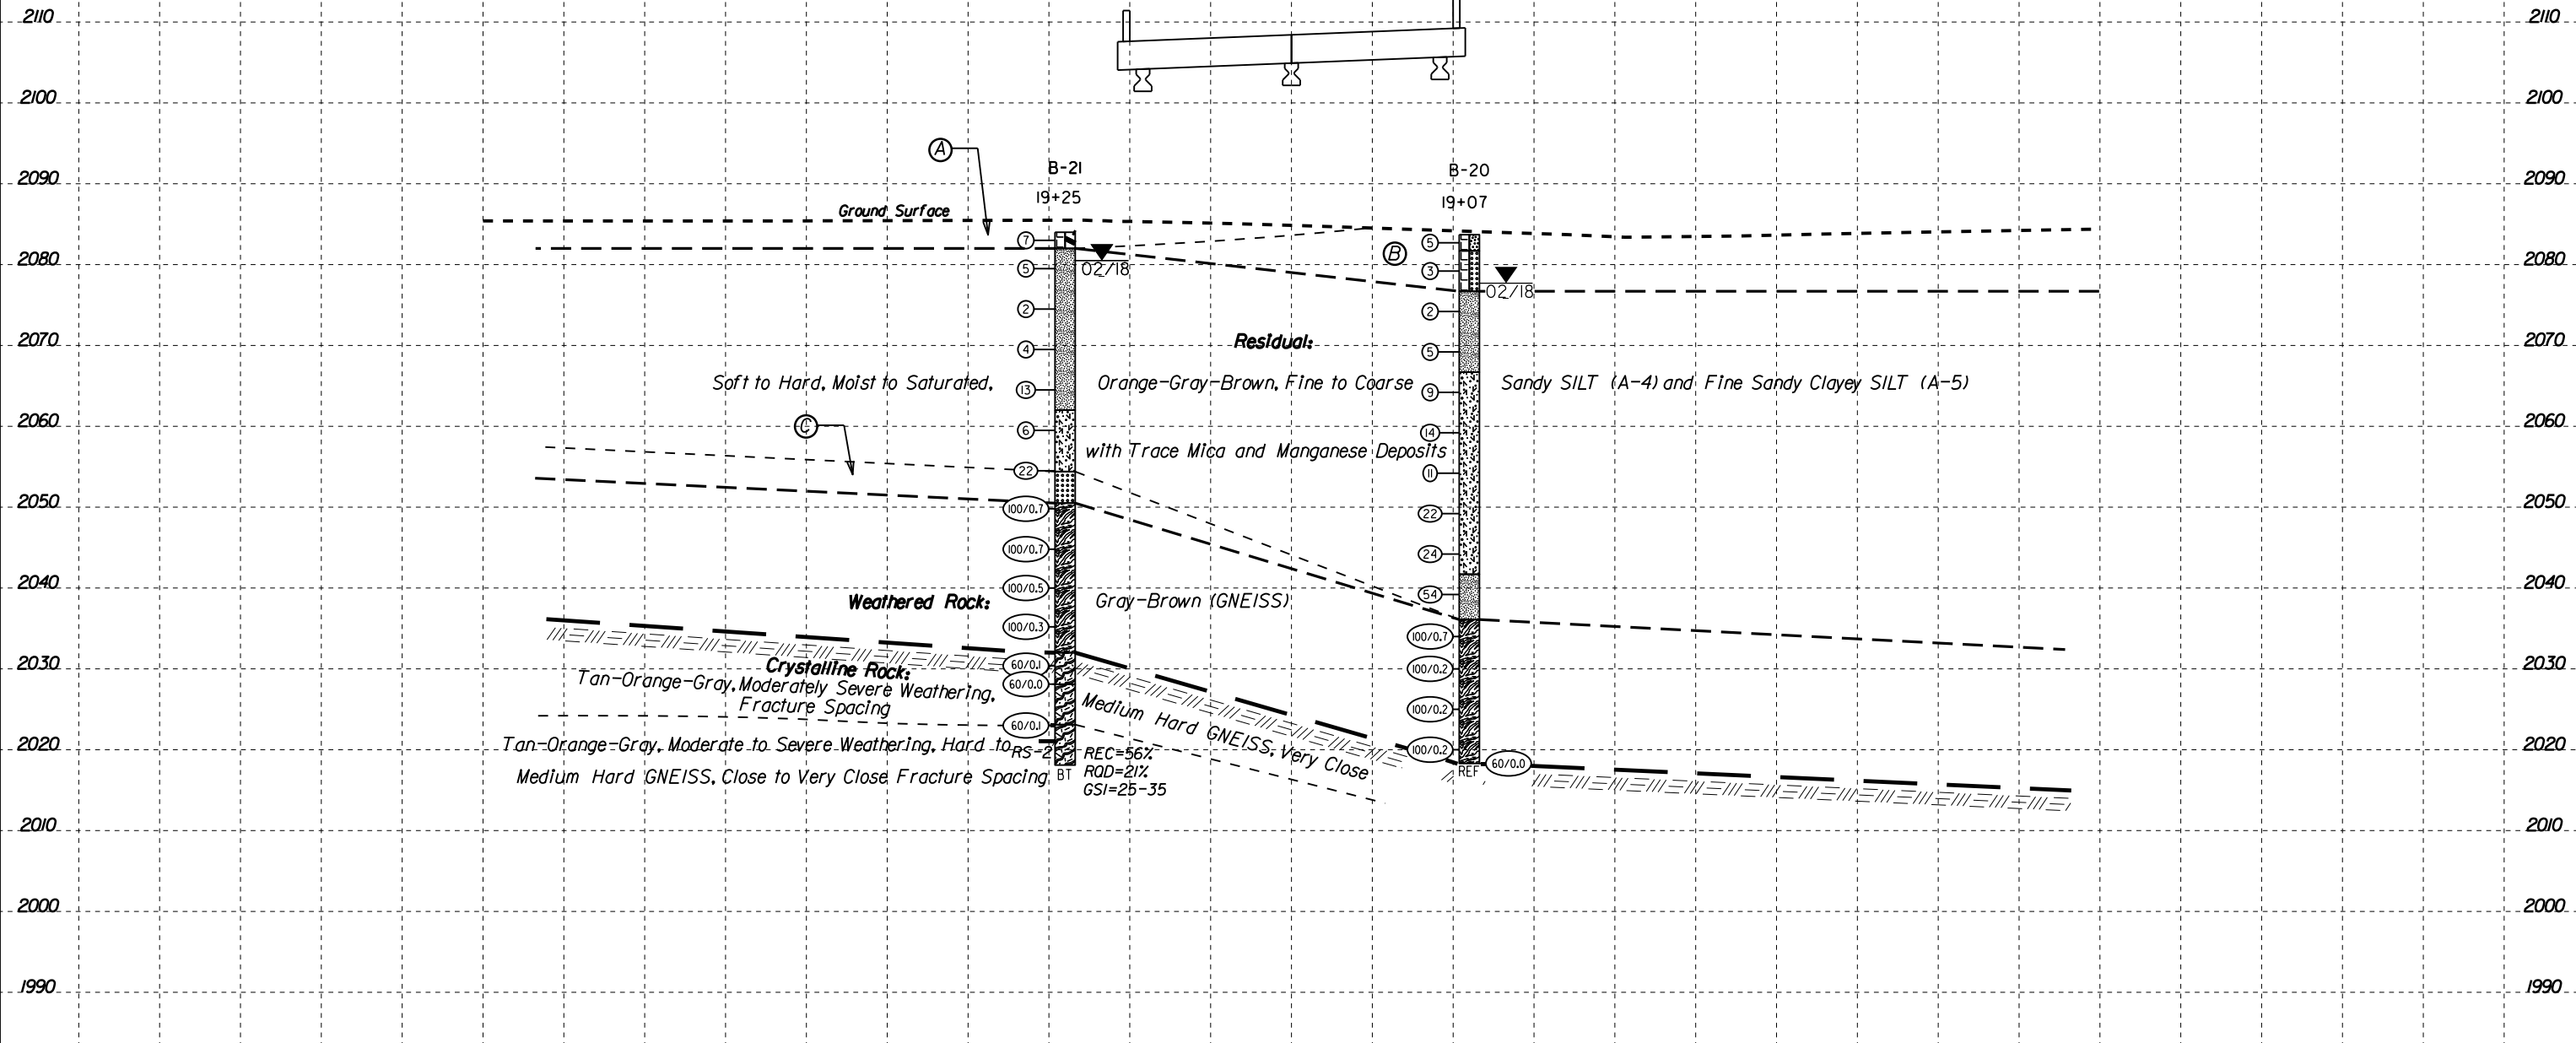 2110 2110
2100 2100
A
B-21 B-20
2090 2090
19+25 19+07
Ground Surface
7 5
B
2080 2080
5 02/18 3
02/18
2 2
2070 Residual: 2070
4 5
Soft to Hard, Moist to Saturated, Orange-Gray-Brown, Fine to Coarse Sandy SILT (A-4) and Fine Sandy Clayey SILT (A-5)
13 9
2060 C 2060
6 14
with Trace Mica and Manganese Deposits
22 11
2050 2050
100/0.7 22
100/0.7 24
2040 2040
100/0.5 54
Weathered Rock: Gray-Brown (GNEISS)
100/0.3 100/0.7
2030 2030
Crystalline Rock: 60/0.1 100/0.2
Tan-Orange-Gray, Moderately Severe Weathering, 60/0.0 Medium Hard GNEISS, Very Close
Fracture Spacing 100/0.2
60/0.1
2020 2020
Tan-Orange-Gray, Moderate to Severe Weathering, Hard to RS-2 REC=56% 100/0.2
60/0.0
Medium Hard GNEISS, Close to Very Close Fracture Spacing BT RQD=21% REF
GSI=25-35
2010 2010
2000 2000
1990 1990